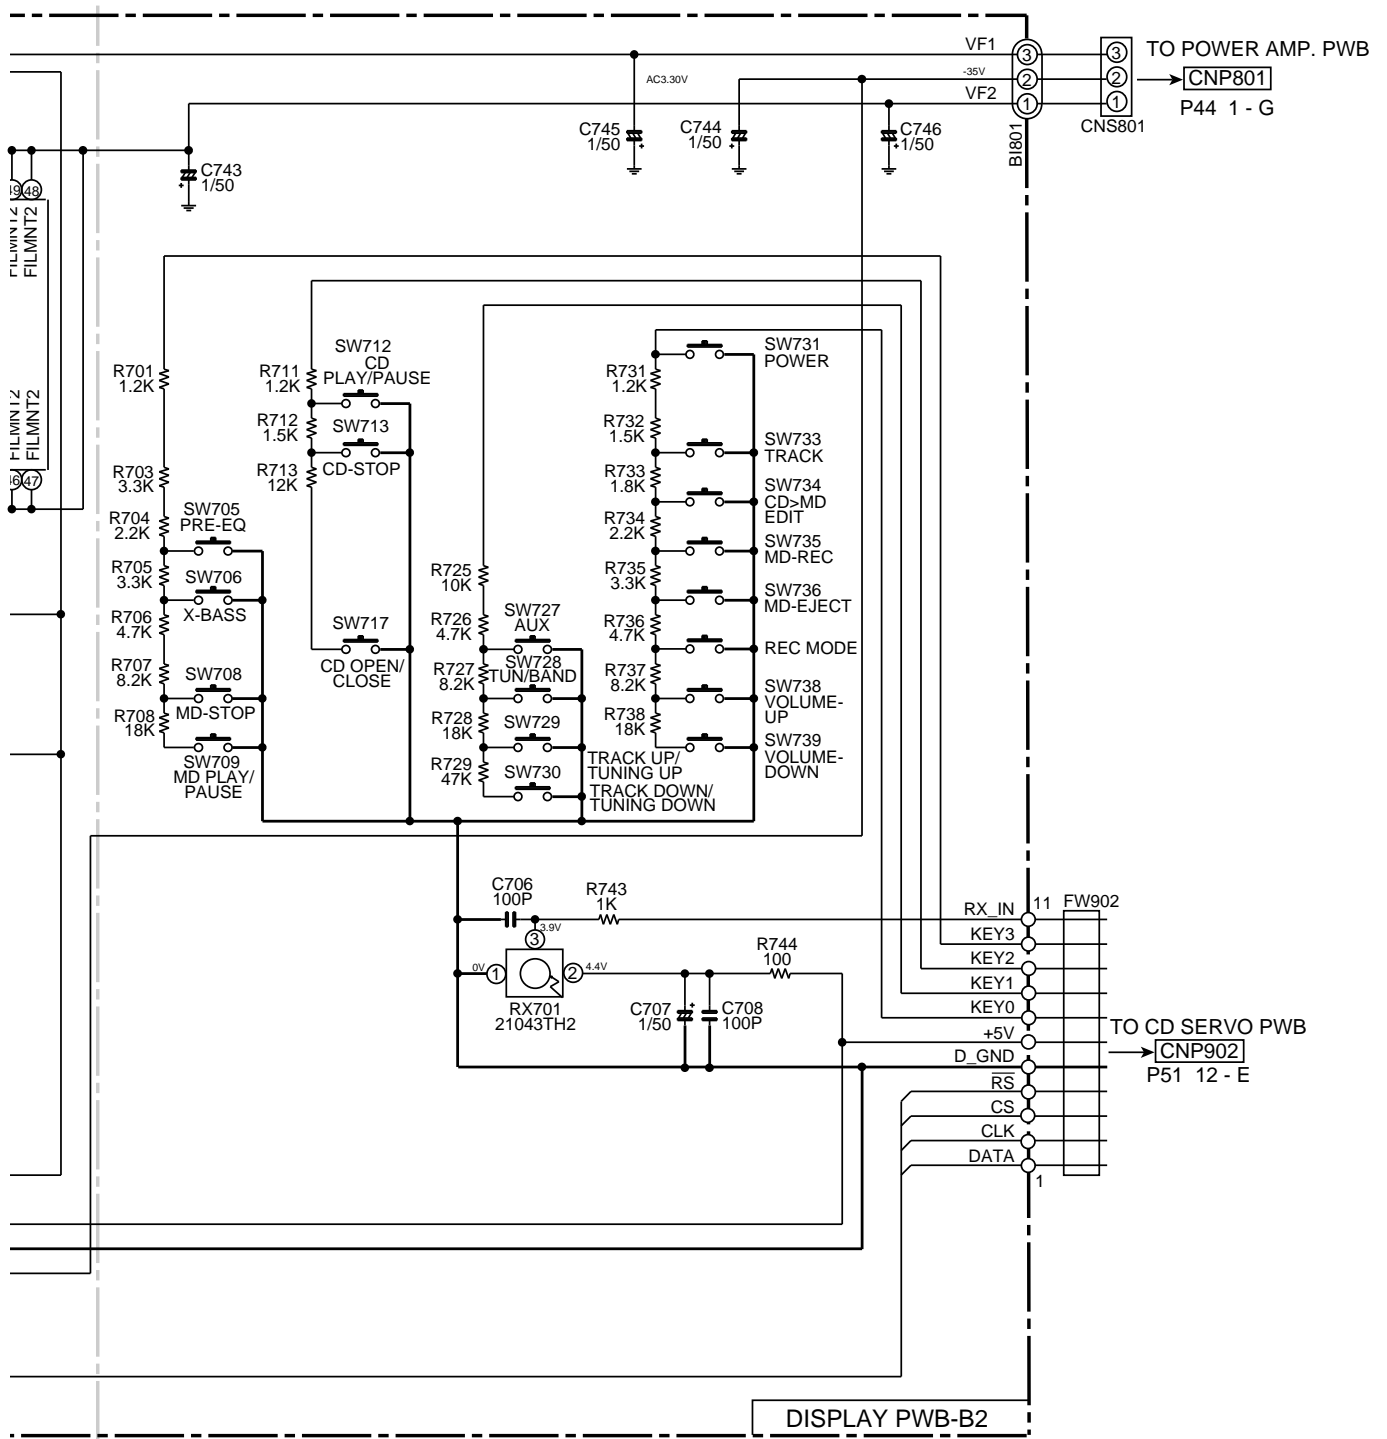 VF1
-35V
VF2
AC3.30V
3
2
1
3
2
1
BI801
CNS801
TO POWER AMP. PWB
CNP801
P44 1 - G
C745
1/50
+
C744
1/50
+
C746
1/50
+
C743
1/50
+
48
FILMNT2
FILMNT2
FILMNT2
FILMNT2
47
R701
1.2K
R703
3.3K
R704
2.2K
R705
3.3K
R706
4.7K
R707
8.2K
R708
18K
SW705
PRE-EQ
SW706
X-BASS
SW708
MD-STOP
SW709
MD PLAY/
PAUSE
R711
1.2K
R712
1.5K
R713
12K
SW712
CD
PLAY/PAUSE
SW713
CD-STOP
SW717
CD OPEN/
CLOSE
R725
10K
R726
4.7K
R727
8.2K
R728
18K
R729
47K
SW727
AUX
SW728
TUN/BAND
SW729
TRACK UP/
TUNING UP
SW730
TRACK DOWN/
TUNING DOWN
R731
1.2K
R732
1.5K
R733
1.8K
R734
2.2K
R735
3.3K
R736
4.7K
R737
8.2K
R738
18K
SW731
POWER
SW733
TRACK
SW734
CD>MD
EDIT
SW735
MD-REC
SW736
MD-EJECT
REC MODE
SW738
VOLUME-
UP
SW739
VOLUME-
DOWN
C706
100P
R743
1K
3.9V
3
0V
1
2
4.4V
RX701
21043TH2
R744
100
C707
1/50
+
C708
100P
RX_IN
KEY3
KEY2
KEY1
KEY0
+5V
D_GND
RS
CS
CLK
DATA
11
FW902
1
TO CD SERVO PWB
CNP902
P51 12 - E
DISPLAY PWB-B2